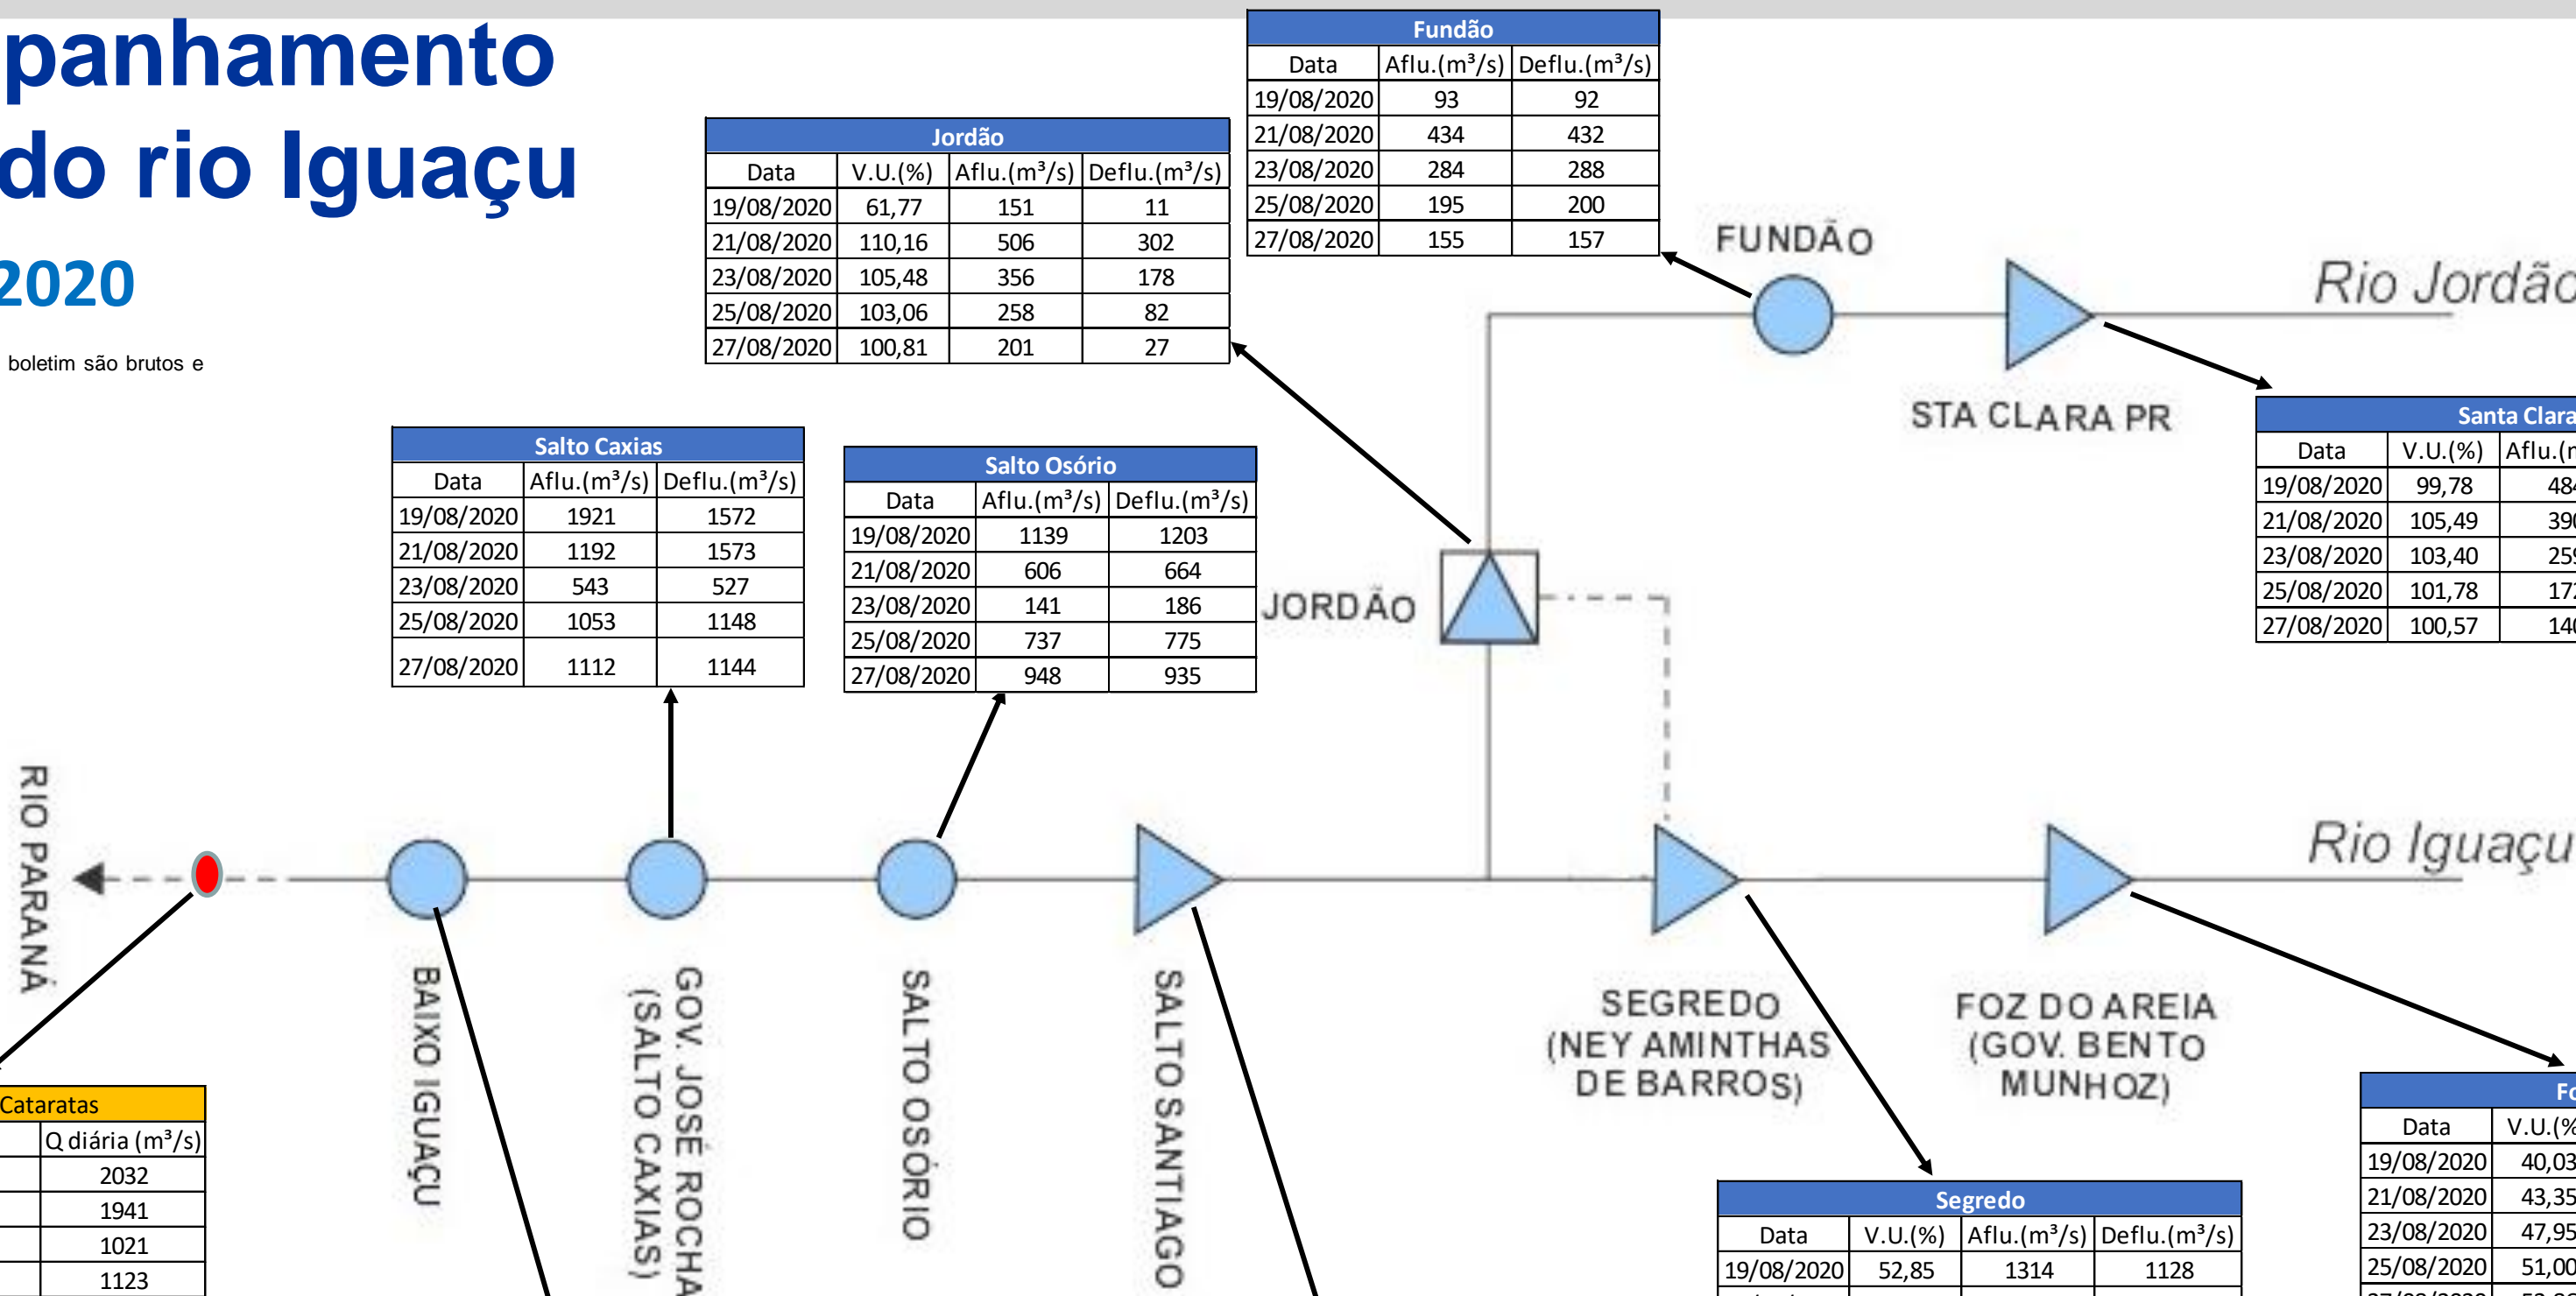 panhamento
do rio Iguaçu
2020
boletim são brutos e
Fundão
Data Aflu.(m³/s) Deflu.(m³/s)
19/08/2020 93 92
21/08/2020 434 432
23/08/2020 284 288
25/08/2020 195 200
27/08/2020 155 157
Jordão
Data V.U.(%) Aflu.(m³/s) Deflu.(m³/s)
19/08/2020 61,77 151 11
21/08/2020 110,16 506 302
23/08/2020 105,48 356 178
25/08/2020 103,06 258 82
27/08/2020 100,81 201 27
FUNDÃO
Rio Jordão
STA CLARA PR
Santa Clara
Data V.U.(%) Aflu.(
19/08/2020 99,78 484
21/08/2020 105,49 390
23/08/2020 103,40 259
25/08/2020 101,78 172
27/08/2020 100,57 140
Salto Caxias
Data Aflu.(m³/s) Deflu.(m³/s)
19/08/2020 1921 1572
21/08/2020 1192 1573
23/08/2020 543 527
25/08/2020 1053 1148
27/08/2020 1112 1144
Salto Osório
Data Aflu.(m³/s) Deflu.(m³/s)
19/08/2020 1139 1203
21/08/2020 606 664
23/08/2020 141 186
25/08/2020 737 775
27/08/2020 948 935
JORDÃO
RIO PARANÁ
Rio Iguaçu
BAIXO IGUAÇU
GOV. JOSÉ ROCHA
(SALTO CAXIAS)
SALTO OSÓRIO
SALTO SANTIAGO
SEGREDO
(NEY AMINTHAS
DE BARROS)
FOZ DO AREIA
(GOV. BENTO
MUNHOZ)
Cataratas
Q diária (m³/s)
2032
1941
1021
1123
Segredo
Data V.U.(%) Aflu.(m³/s) Deflu.(m³/s)
19/08/2020 52,85 1314 1128
Fo
Data V.U.(%
19/08/2020 40,03
21/08/2020 43,35
23/08/2020 47,95
25/08/2020 51,00